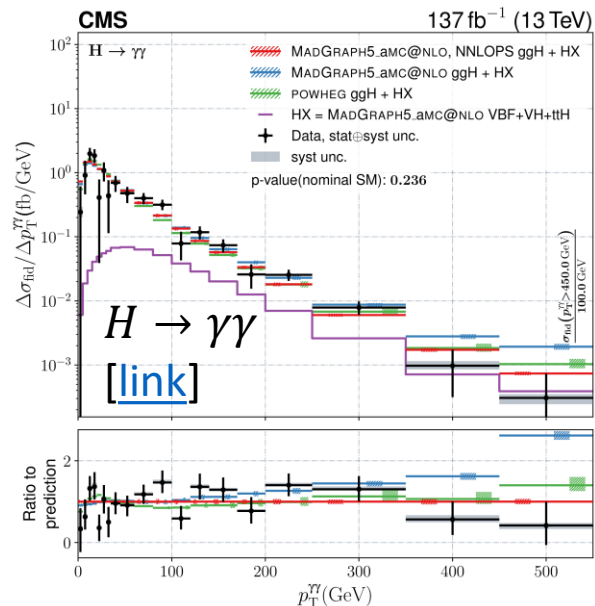 CMS 137 fb⁻¹ (13 TeV)
H → γγ
MADGRAPH5_aMC@NLO, NNLOPS ggH + HX
MADGRAPH5_aMC@NLO ggH + HX
POWHEG ggH + HX
HX = MADGRAPH5_aMC@NLO VBF+VH+ttH
Data, stat⊕syst unc.
syst unc.
p-value(nominal SM): 0.236
10²
10¹
10⁰
10⁻¹
10⁻²
10⁻³
Δσ_fid/Δp_T^γγ(fb/GeV)
σ_fid(p_T^γγ>450.0 GeV)
100.0 GeV
H → γγ
[link]
Ratio to
prediction
2
0
0 100 200 300 400 500
p_T^γγ(GeV)